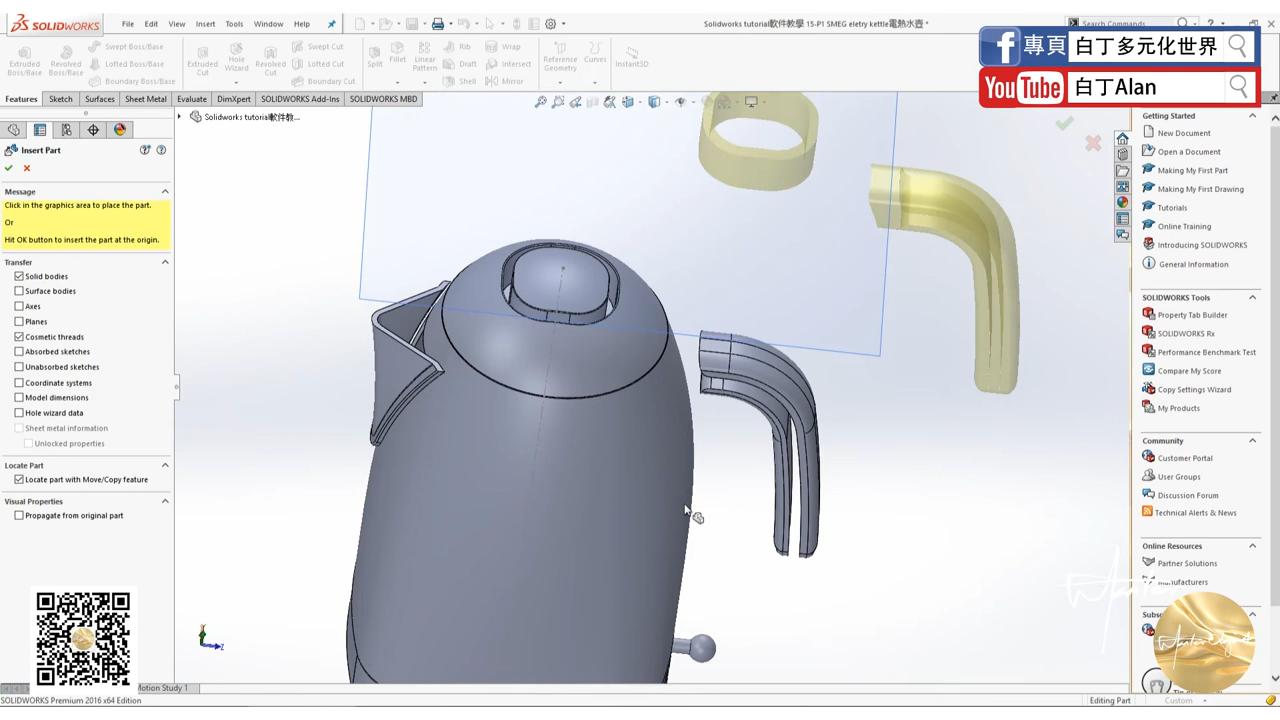 SOLIDWORKS
File
Edit
View
Insert
Tools
Window
Help
Solidworks tutorial軟件教學 15-P1 SMEG eletry kettle電熱水壺 *
Search Commands
專頁
白丁多元化世界
YouTube
白丁Alan
Extruded Boss/Base
Revolved Boss/Base
Swept Boss/Base
Lofted Boss/Base
Boundary Boss/Base
Extruded Cut
Hole Wizard
Revolved Cut
Swept Cut
Lofted Cut
Boundary Cut
Split
Fillet
Linear Pattern
Rib
Draft
Shell
Wrap
Intersect
Mirror
Reference Geometry
Curves
Instant3D
Features
Sketch
Surfaces
Sheet Metal
Evaluate
DimXpert
SOLIDWORKS Add-Ins
SOLIDWORKS MBD
Solidworks tutorial軟件教...
Insert Part
Message
Click in the graphics area to place the part.
Or
Hit OK button to insert the part at the origin.
Transfer
Solid bodies
Surface bodies
Axes
Planes
Cosmetic threads
Absorbed sketches
Unabsorbed sketches
Coordinate systems
Model dimensions
Hole wizard data
Sheet metal information
Unlocked properties
Locate Part
Locate part with Move/Copy feature
Visual Properties
Propagate from original part
Getting Started
New Document
Open a Document
Making My First Part
Making My First Drawing
Tutorials
Online Training
Introducing SOLIDWORKS
General Information
SOLIDWORKS Tools
Property Tab Builder
SOLIDWORKS Rx
Performance Benchmark Test
Compare My Score
Copy Settings Wizard
My Products
Community
Customer Portal
User Groups
Discussion Forum
Technical Alerts & News
Online Resources
Partner Solutions
Manufacturers
Motion Study 1
SOLIDWORKS Premium 2016 x64 Edition
Editing Part
Custom